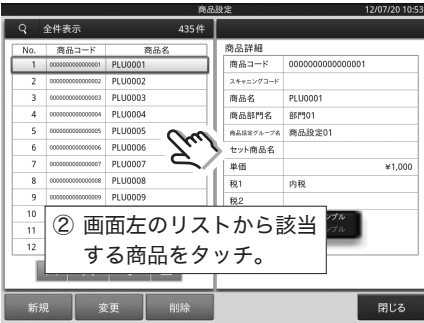 商品設定
12/07/20 10:53
全件表示 435件
No. 商品コード 商品名
1 0000000000000001 PLU0001
2 0000000000000002 PLU0002
3 0000000000000003 PLU0003
4 0000000000000004 PLU0004
5 0000000000000005 PLU0005
6 0000000000000006 PLU0006
7 0000000000000007 PLU0007
8 0000000000000008 PLU0008
9 0000000000000009 PLU0009
10
11
12
商品詳細
商品コード 0000000000000001
スキャニングコード
商品名 PLU0001
商品部門名 部門01
商品設定グループ名 商品設定01
セット商品名
単価 ¥1,000
税1 内税
税2
② 画面左のリストから該当
する商品をタッチ。
新規 変更 削除 閉じる